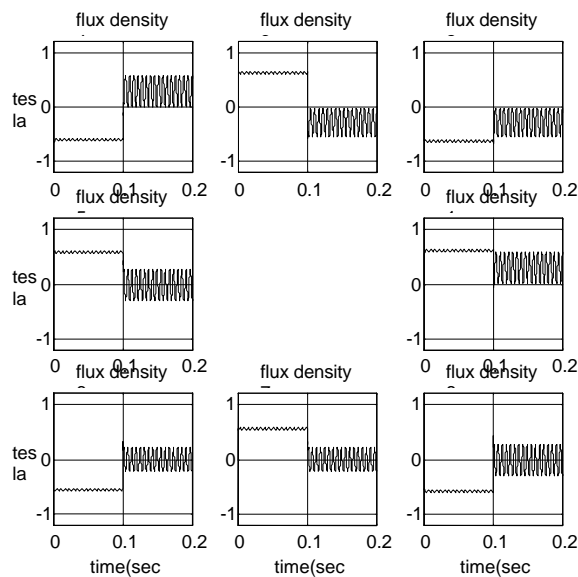 flux density flux density flux density
1 1 1
tes
la
0 0 0
-1 -1 -1
0 0.1 0.2 0 0.1 0.2 0 0.1 0.2
flux density flux density
1 1
tes
la
0 0
-1 -1
0 0.1 0.2 0 0.1 0.2
flux density flux density flux density
1 1 1
tes
la
0 0 0
-1 -1 -1
0 0.1 0.2 0 0.1 0.2 0 0.1 0.2
time(sec time(sec time(sec